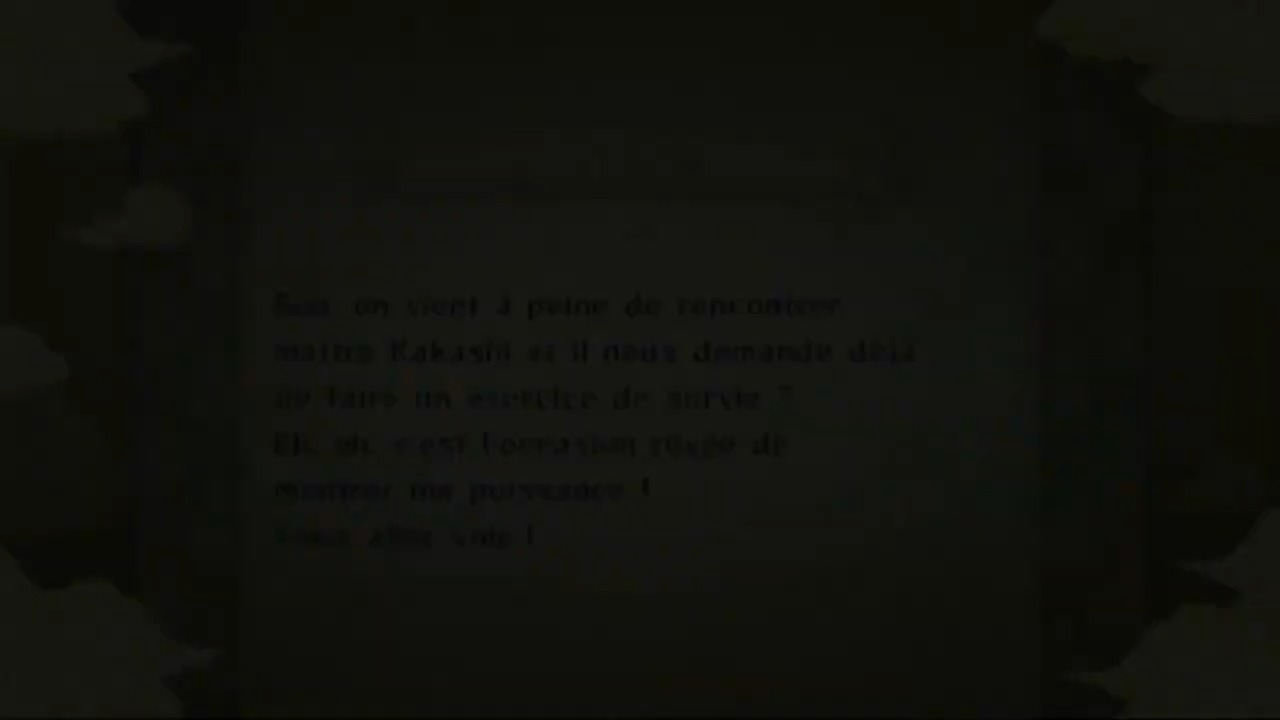 Bon, on vient à peine de rencontrer
maître Kakashi et il nous demande déjà
de faire un exercice de survie ?
Eh, eh, c'est l'occasion rêvée de
montrer ma puissance !
Vous allez voir !